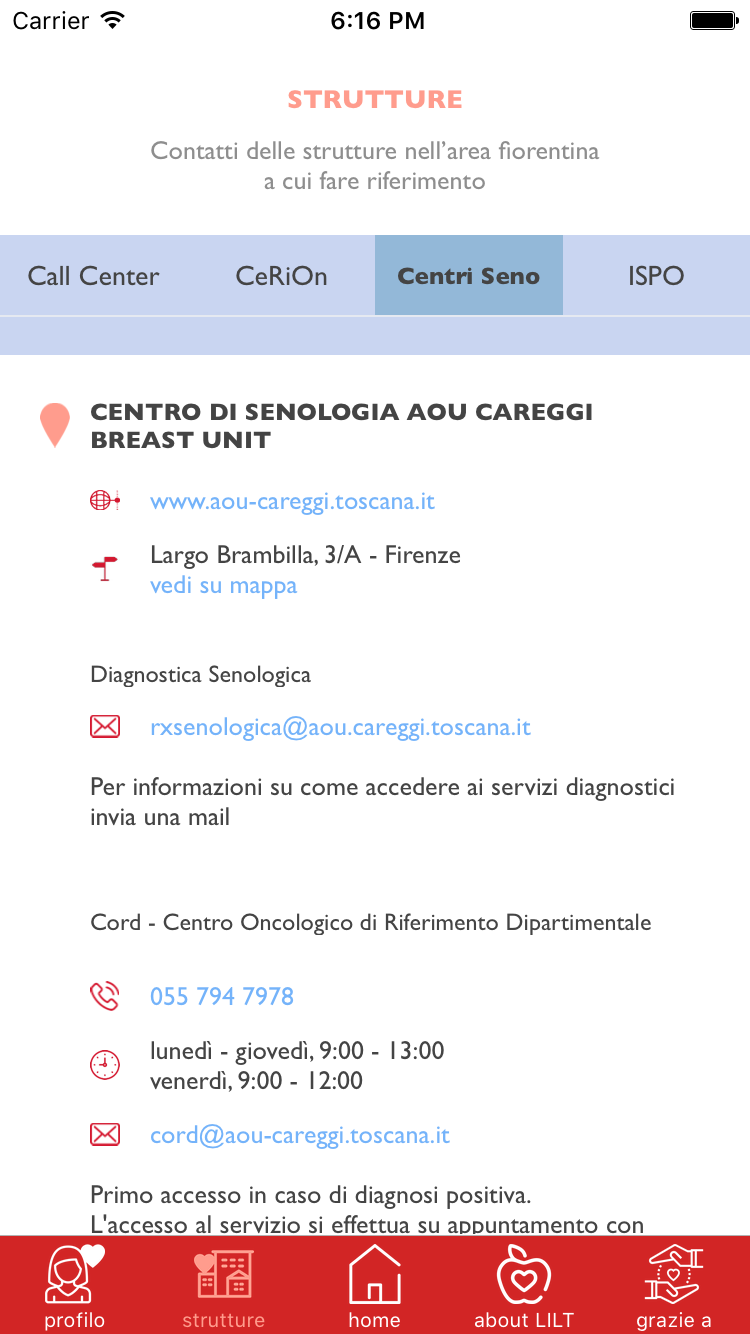 Carrier 6:16 PM
STRUTTURE
Contatti delle strutture nell'area fiorentina
a cui fare riferimento
Call Center CeRiOn Centri Seno ISPO
CENTRO DI SENOLOGIA AOU CAREGGI
BREAST UNIT
www.aou-careggi.toscana.it
Largo Brambilla, 3/A - Firenze
vedi su mappa
Diagnostica Senologica
rxsenologica@aou.careggi.toscana.it
Per informazioni su come accedere ai servizi diagnostici
invia una mail
Cord - Centro Oncologico di Riferimento Dipartimentale
055 794 7978
lunedì - giovedì, 9:00 - 13:00
venerdì, 9:00 - 12:00
cord@aou-careggi.toscana.it
Primo accesso in caso di diagnosi positiva.
L'accesso al servizio si effettua su appuntamento con
profilo strutture home about LILT grazie a